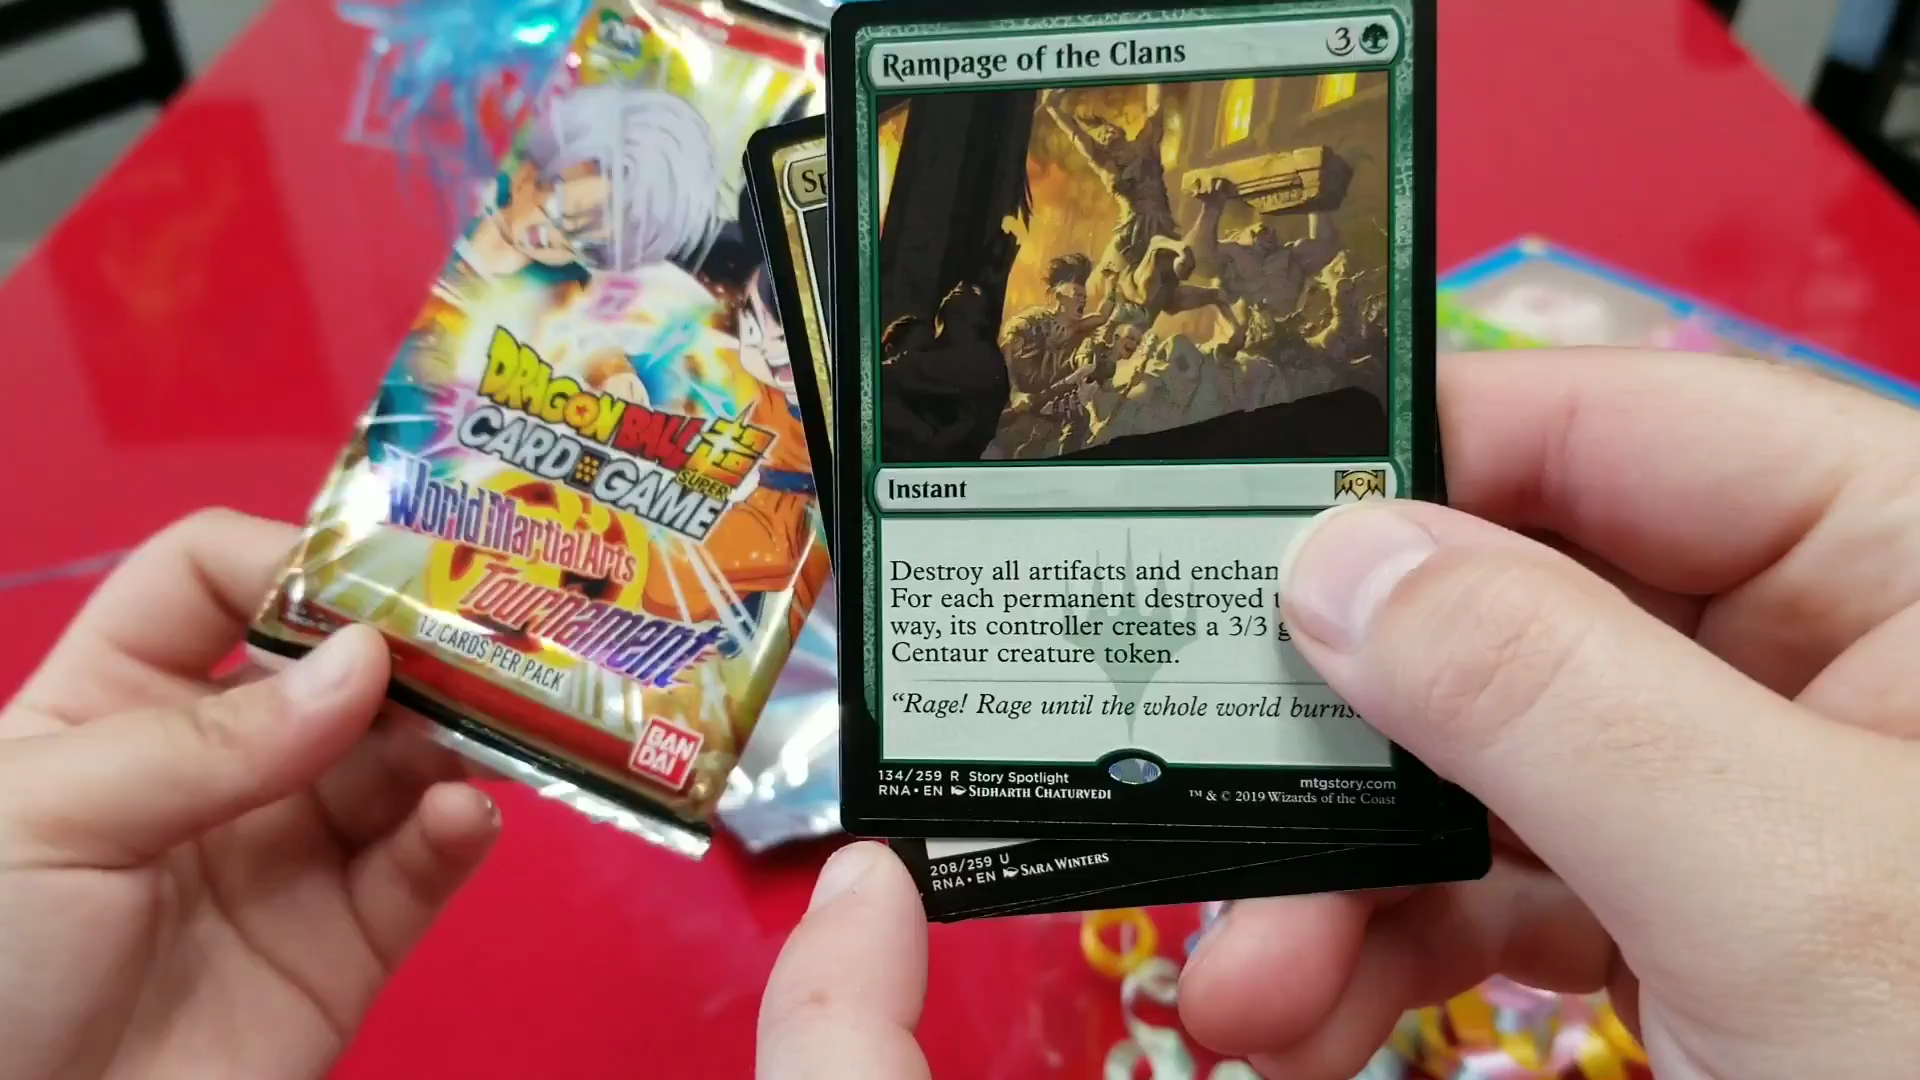 DRAGON BALL 超
SUPER
CARD GAME
World Martial Arts
Tournament
12 CARDS PER PACK
BAN
DAI
Rampage of the Clans
3
Instant
Destroy all artifacts and enchan
For each permanent destroyed t
way, its controller creates a 3/3 g
Centaur creature token.
“Rage! Rage until the whole world burns.
134/259 R Story Spotlight
RNA • EN SIDHARTH CHATURVEDI
mtgstory.com
™ & © 2019 Wizards of the Coast
208/259 U
RNA • EN SARA WINTERS